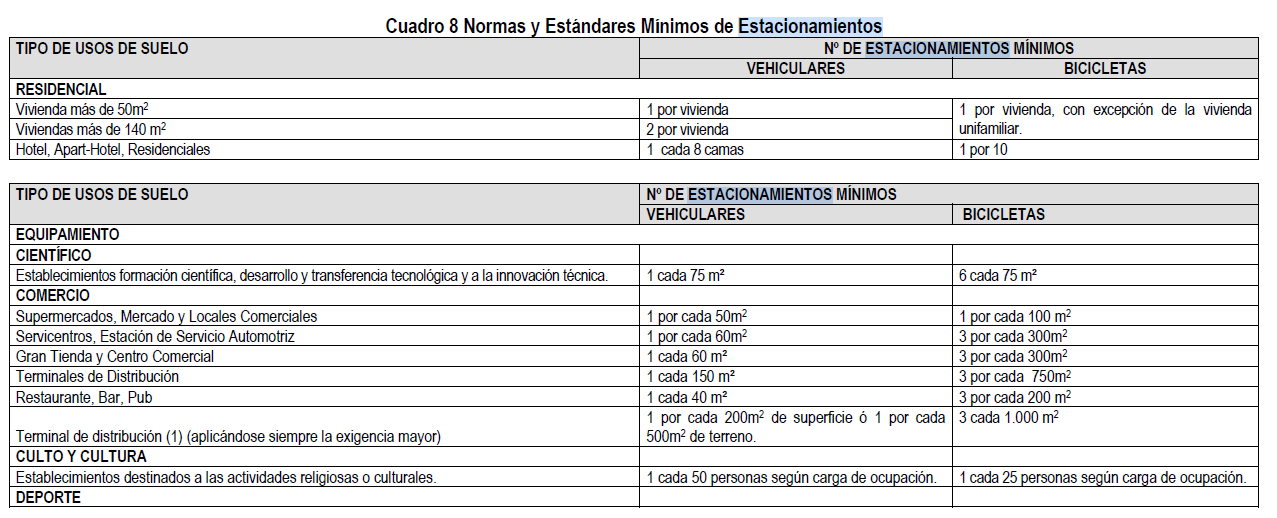 Cuadro 8 Normas y Estándares Mínimos de Estacionamientos
TIPO DE USOS DE SUELO
Nº DE ESTACIONAMIENTOS MÍNIMOS
VEHICULARES
BICICLETAS
RESIDENCIAL
Vivienda más de 50m²
1 por vivienda
1 por vivienda, con excepción de la vivienda
unifamiliar.
Viviendas más de 140 m²
2 por vivienda
Hotel, Apart-Hotel, Residenciales
1 cada 8 camas
1 por 10
TIPO DE USOS DE SUELO
Nº DE ESTACIONAMIENTOS MÍNIMOS
VEHICULARES
BICICLETAS
EQUIPAMIENTO
CIENTÍFICO
Establecimientos formación científica, desarrollo y transferencia tecnológica y a la innovación técnica.
1 cada 75 m²
6 cada 75 m²
COMERCIO
Supermercados, Mercado y Locales Comerciales
1 por cada 50m²
1 por cada 100 m²
Servicentros, Estación de Servicio Automotriz
1 por cada 60m²
3 por cada 300m²
Gran Tienda y Centro Comercial
1 cada 60 m²
3 por cada 300m²
Terminales de Distribución
1 cada 150 m²
3 por cada 750m²
Restaurante, Bar, Pub
1 cada 40 m²
3 por cada 200 m²
Terminal de distribución (1) (aplicándose siempre la exigencia mayor)
1 por cada 200m² de superficie ó 1 por cada
500m² de terreno.
3 cada 1.000 m²
CULTO Y CULTURA
Establecimientos destinados a las actividades religiosas o culturales.
1 cada 50 personas según carga de ocupación.
1 cada 25 personas según carga de ocupación.
DEPORTE